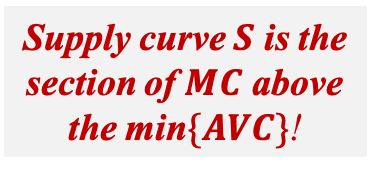 Supply curve S is the
section of MC above
the min{AVC}!